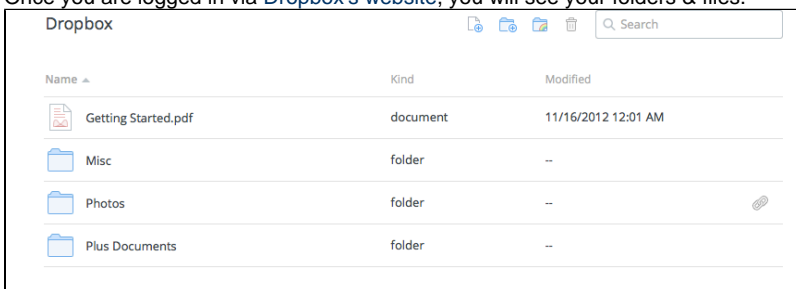 Once you are logged in via Dropbox's website, you will see your folders & files.
Dropbox Search
Name Kind Modified
Getting Started.pdf document 11/16/2012 12:01 AM
Misc folder --
Photos folder --
Plus Documents folder --